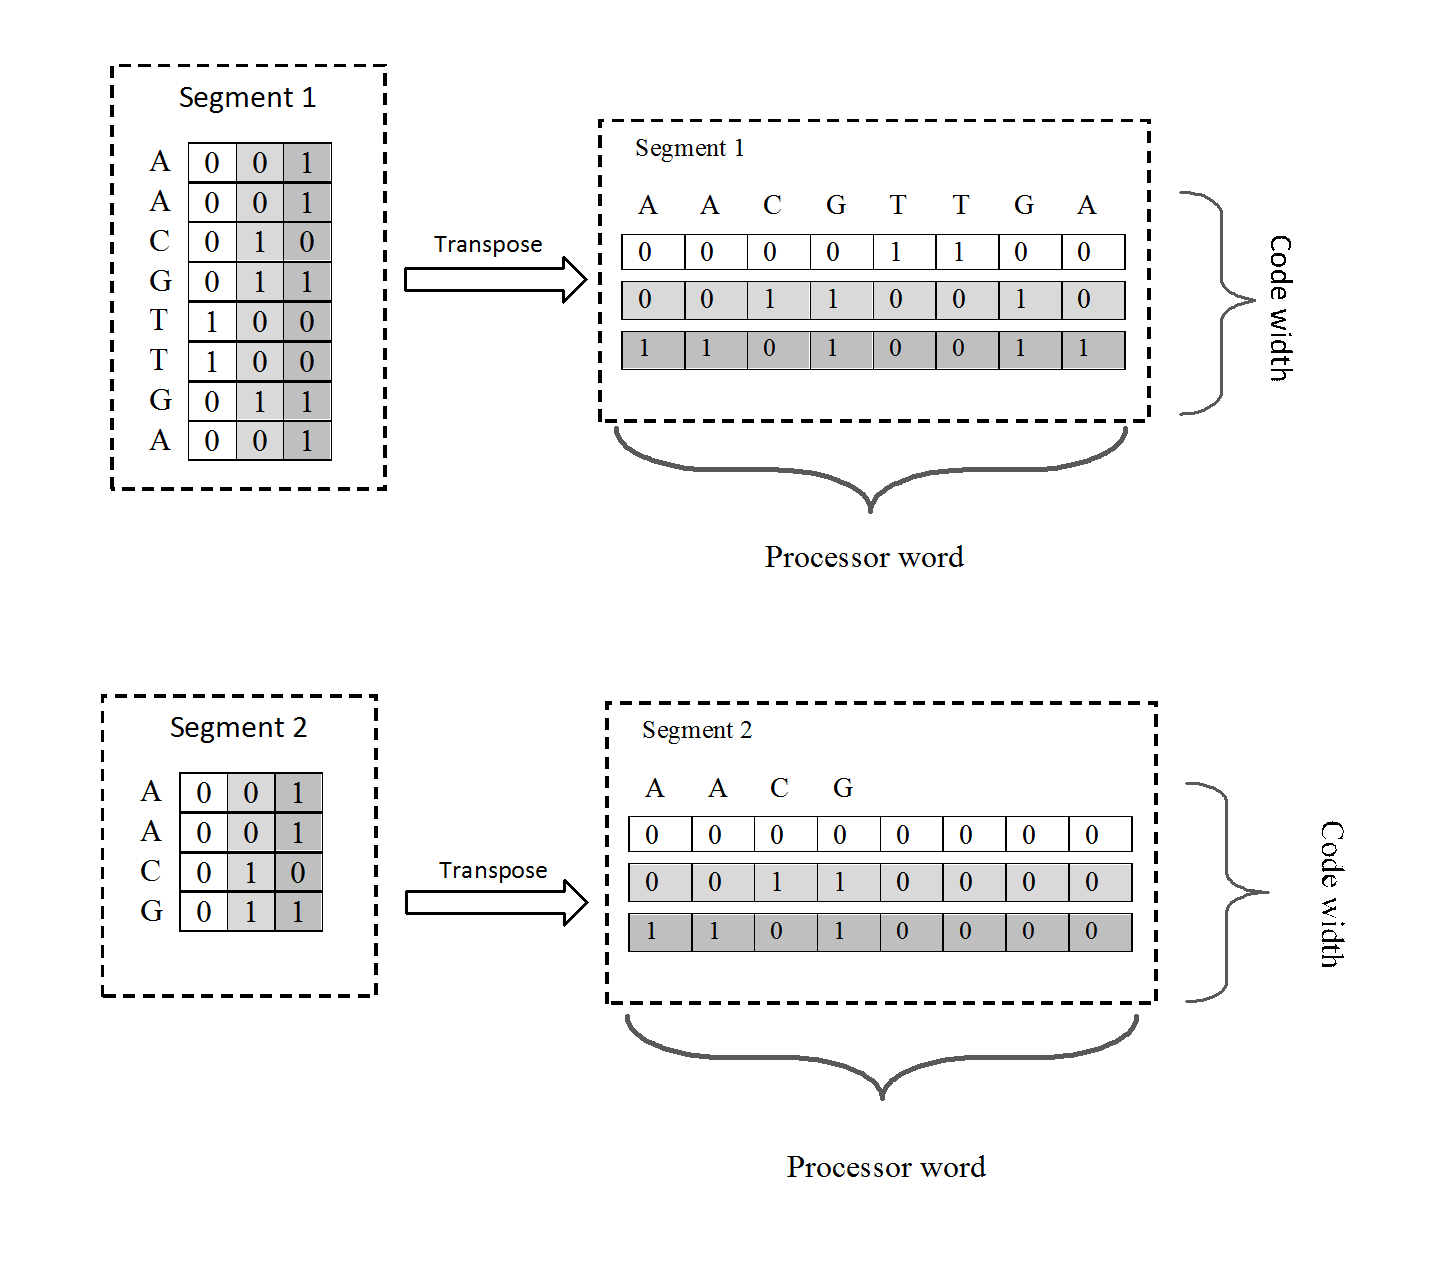 Segment 1
A 0 0 1
A 0 0 1
C 0 1 0
G 0 1 1
T 1 0 0
T 1 0 0
G 0 1 1
A 0 0 1
Transpose
Segment 1
A A C G T T G A
0 0 0 0 1 1 0 0
0 0 1 1 0 0 1 0
1 1 0 1 0 0 1 1
Code width
Processor word
Segment 2
A 0 0 1
A 0 0 1
C 0 1 0
G 0 1 1
Transpose
Segment 2
A A C G
0 0 0 0 0 0 0 0
0 0 1 1 0 0 0 0
1 1 0 1 0 0 0 0
Code width
Processor word